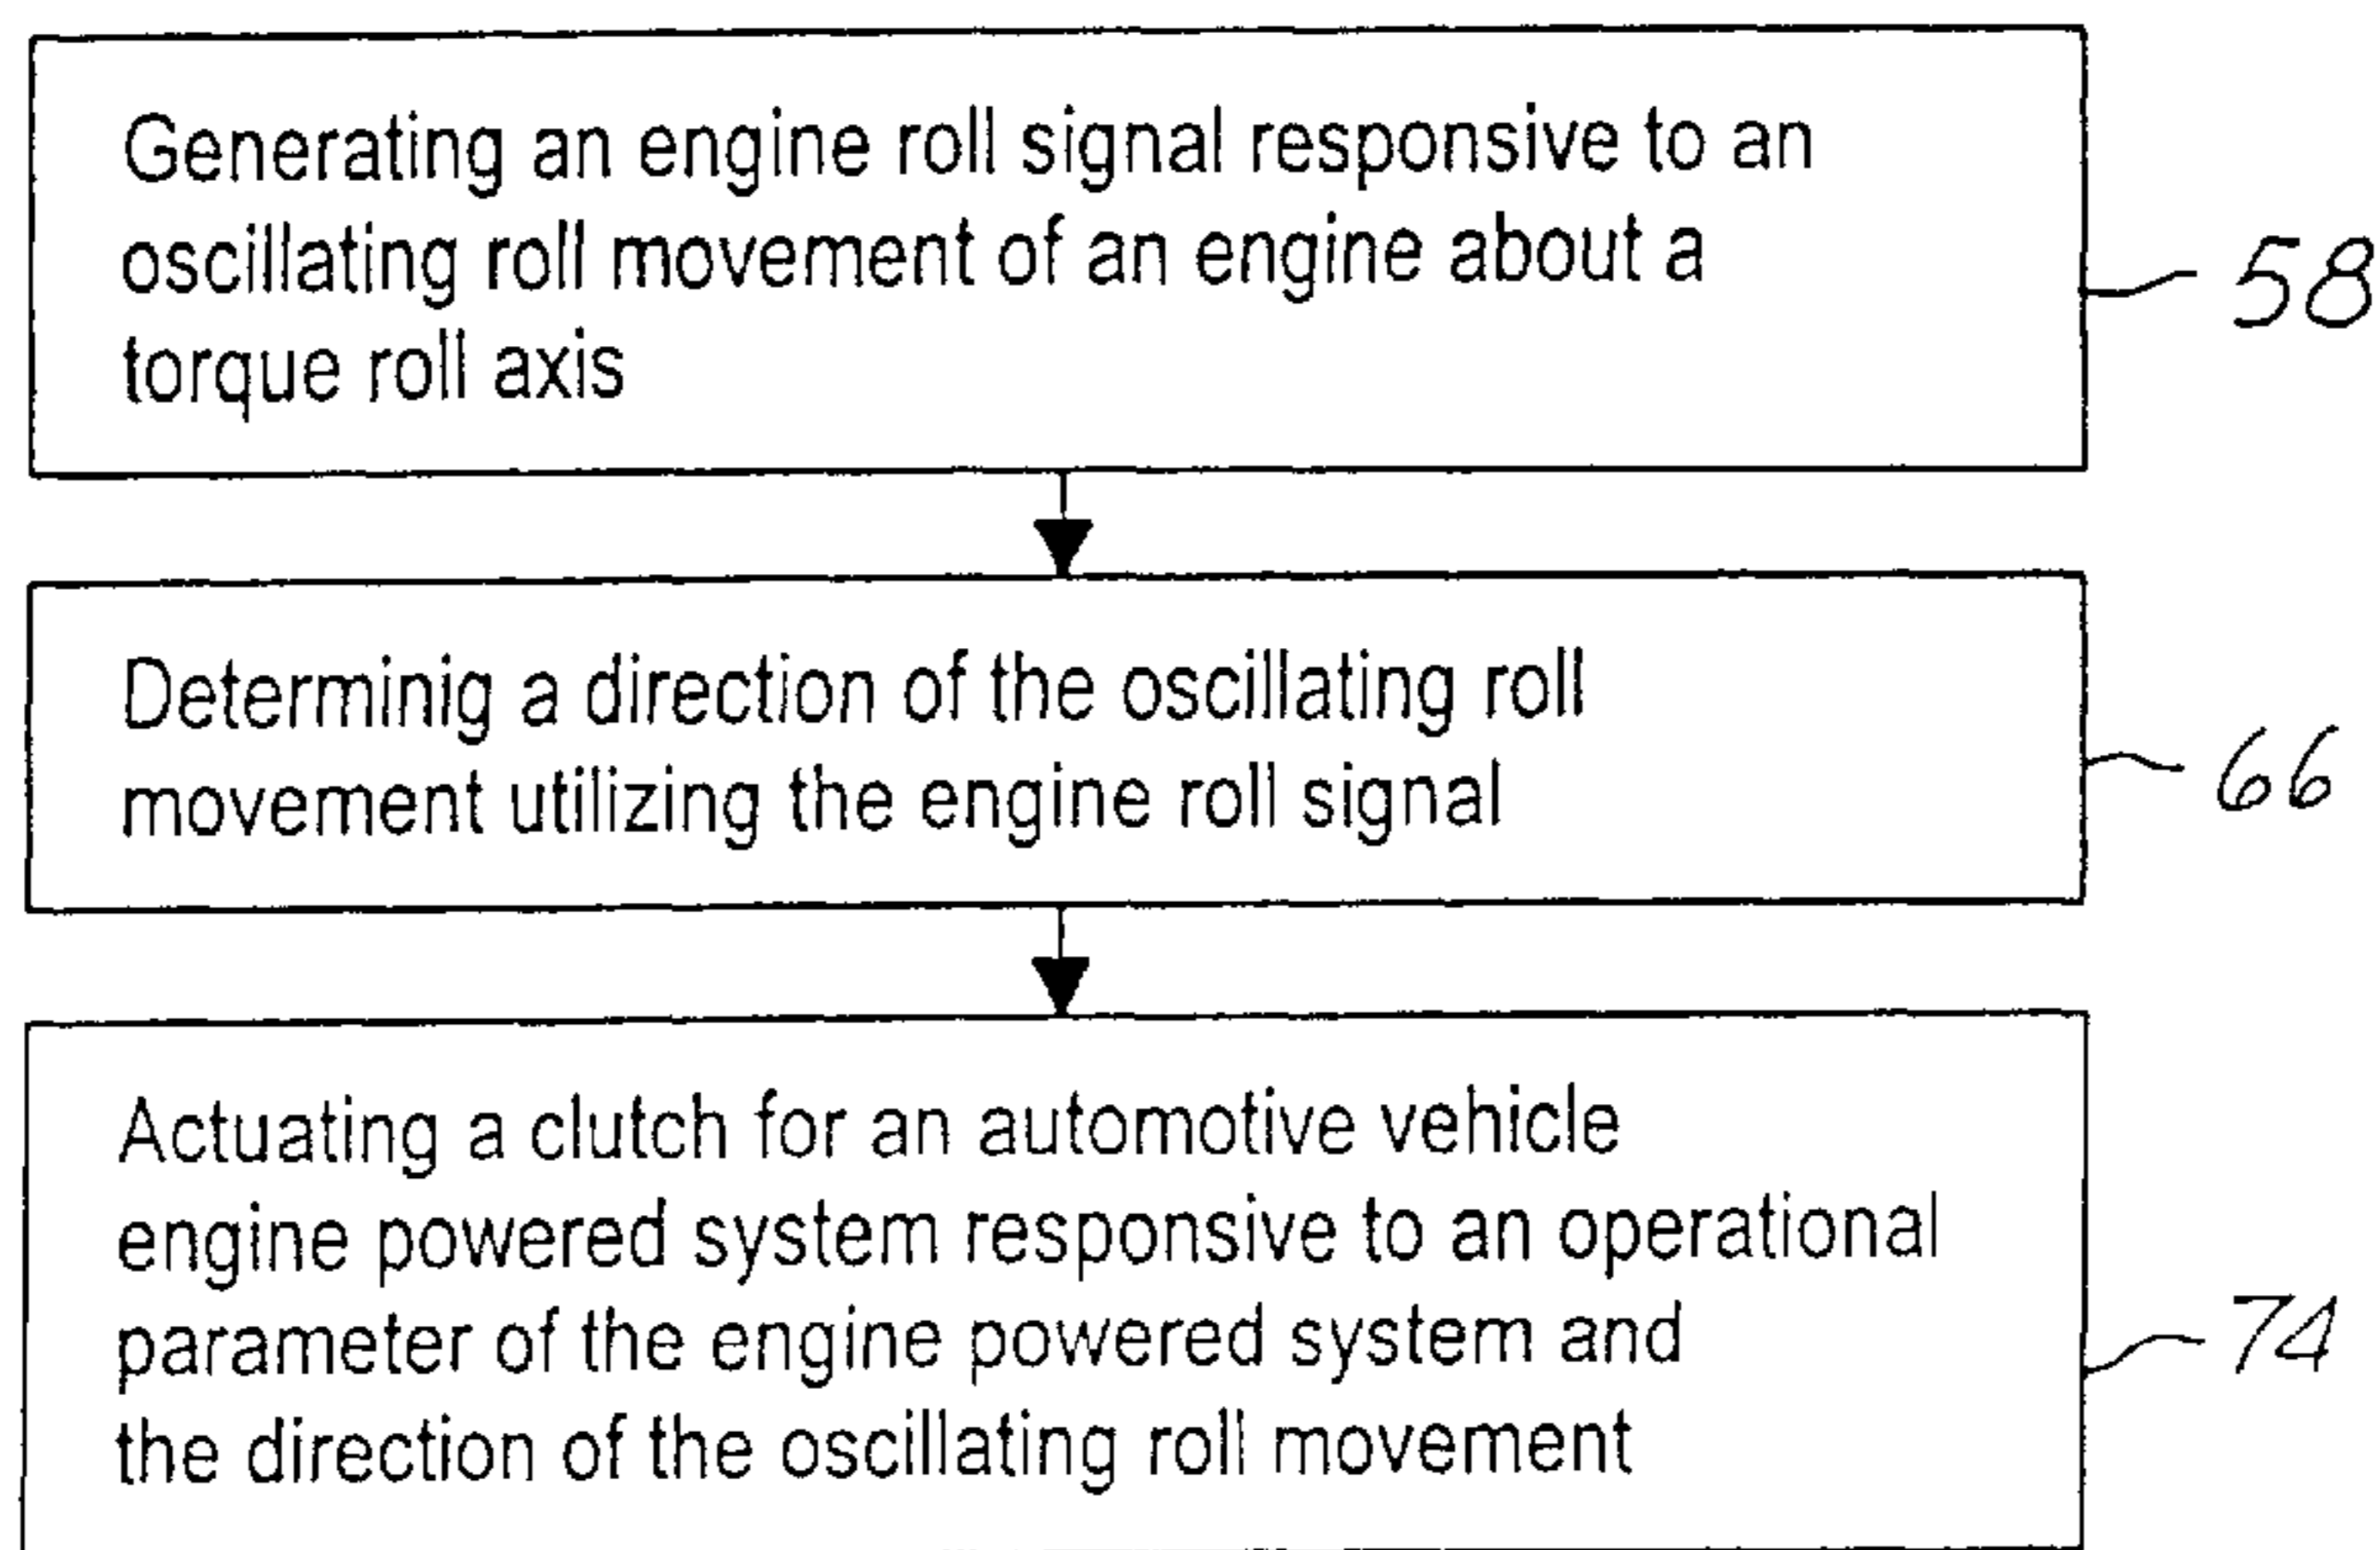 Generating an engine roll signal responsive to an
oscillating roll movement of an engine about a
torque roll axis
58
Determinig a direction of the oscillating roll
movement utilizing the engine roll signal
66
Actuating a clutch for an automotive vehicle
engine powered system responsive to an operational
parameter of the engine powered system and
the direction of the oscillating roll movement
74